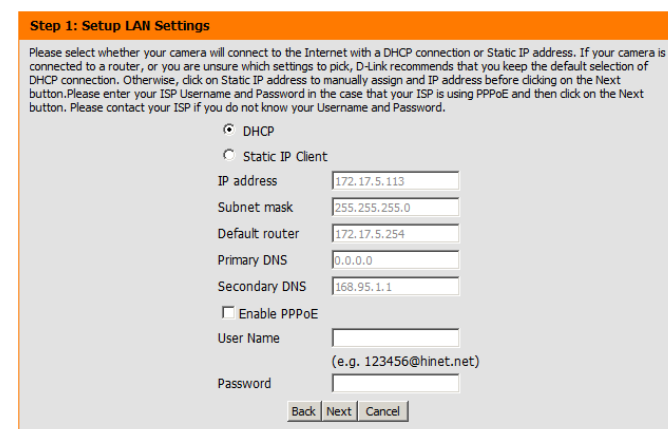 Step 1: Setup LAN Settings
Please select whether your camera will connect to the Internet with a DHCP connection or Static IP address. If your camera is
connected to a router, or you are unsure which settings to pick, D-Link recommends that you keep the default selection of
DHCP connection. Otherwise, click on Static IP address to manually assign and IP address before clicking on the Next
button.Please enter your ISP Username and Password in the case that your ISP is using PPPoE and then click on the Next
button. Please contact your ISP if you do not know your Username and Password.
DHCP
Static IP Client
IP address 172.17.5.113
Subnet mask 255.255.255.0
Default router 172.17.5.254
Primary DNS 0.0.0.0
Secondary DNS 168.95.1.1
Enable PPPoE
User Name
(e.g. 123456@hinet.net)
Password
Back Next Cancel